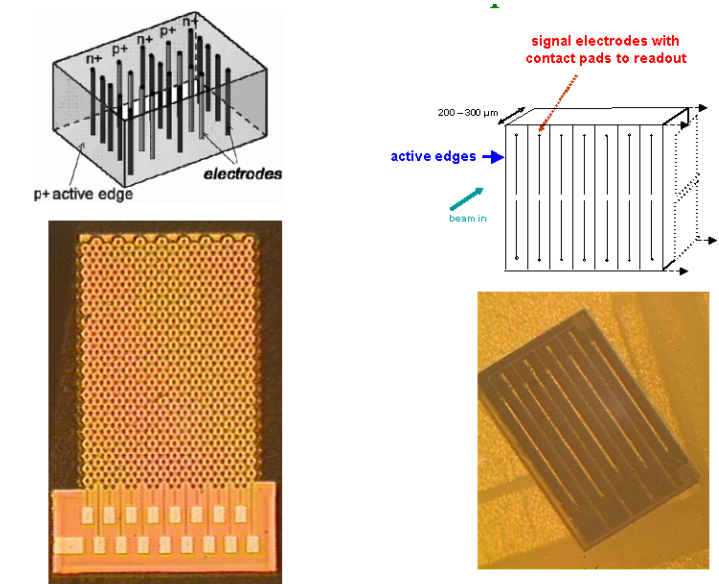 n+
p+
n+
p+
n+
n+
electrodes
p+ active edge
signal electrodes with
contact pads to readout
200 – 300 µm
active edges
beam in